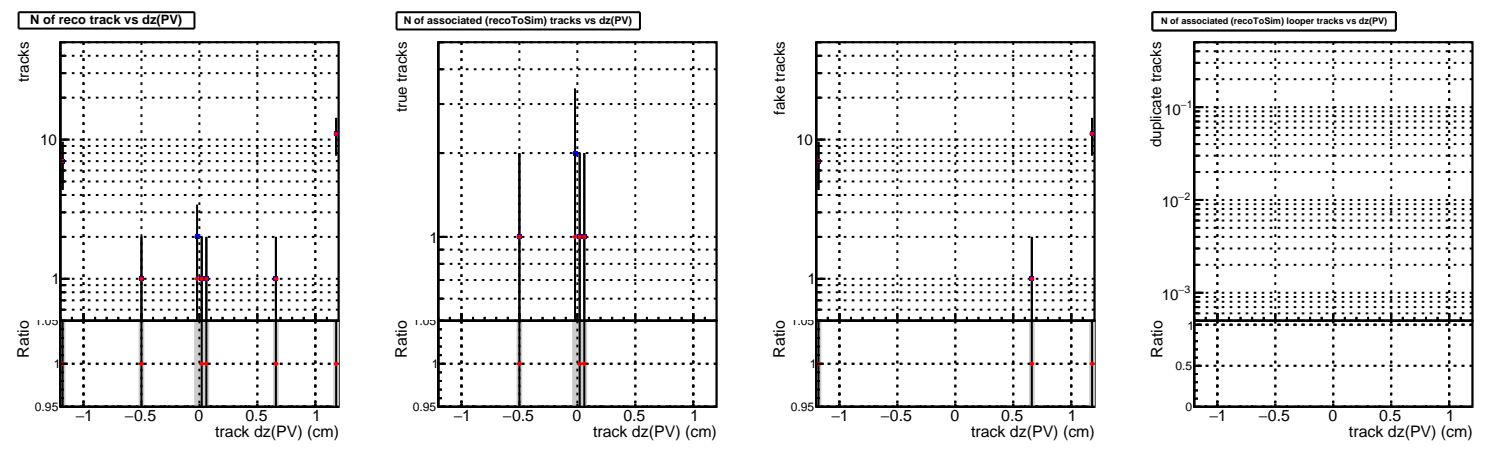 N of reco track vs dz(PV)
tracks
10
1
1.05
Ratio
1
0.95
−1 −0.5 0 0.5 1
track dz(PV) (cm)
N of associated (recoToSim) tracks vs dz(PV)
true tracks
1
1.05
Ratio
1
0.95
−1 −0.5 0 0.5 1
track dz(PV) (cm)
fake tracks
10
1
1.05
Ratio
1
0.95
−1 −0.5 0 0.5 1
track dz(PV) (cm)
N of associated (recoToSim) looper tracks vs dz(PV)
duplicate tracks
10−1
10−2
10−3
Ratio
1
0.5
0
−1 −0.5 0 0.5 1
track dz(PV) (cm)